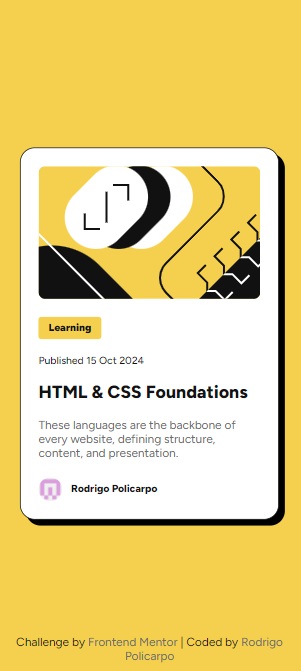 Learning
Published 15 Oct 2024
HTML & CSS Foundations
These languages are the backbone of
every website, defining structure,
content, and presentation.
Rodrigo Policarpo
Challenge by Frontend Mentor | Coded by Rodrigo
Policarpo